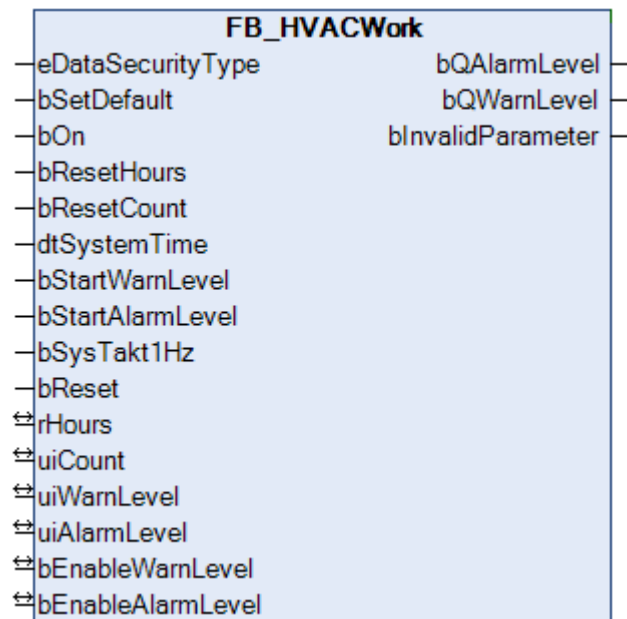 FB_HVACWork
eDataSecurityType bQAlarmLevel
bSetDefault bQWarnLevel
bOn bInvalidParameter
bResetHours
bResetCount
dtSystemTime
bStartWarnLevel
bStartAlarmLevel
bSysTakt1Hz
bReset
rHours
uiCount
uiWarnLevel
uiAlarmLevel
bEnableWarnLevel
bEnableAlarmLevel